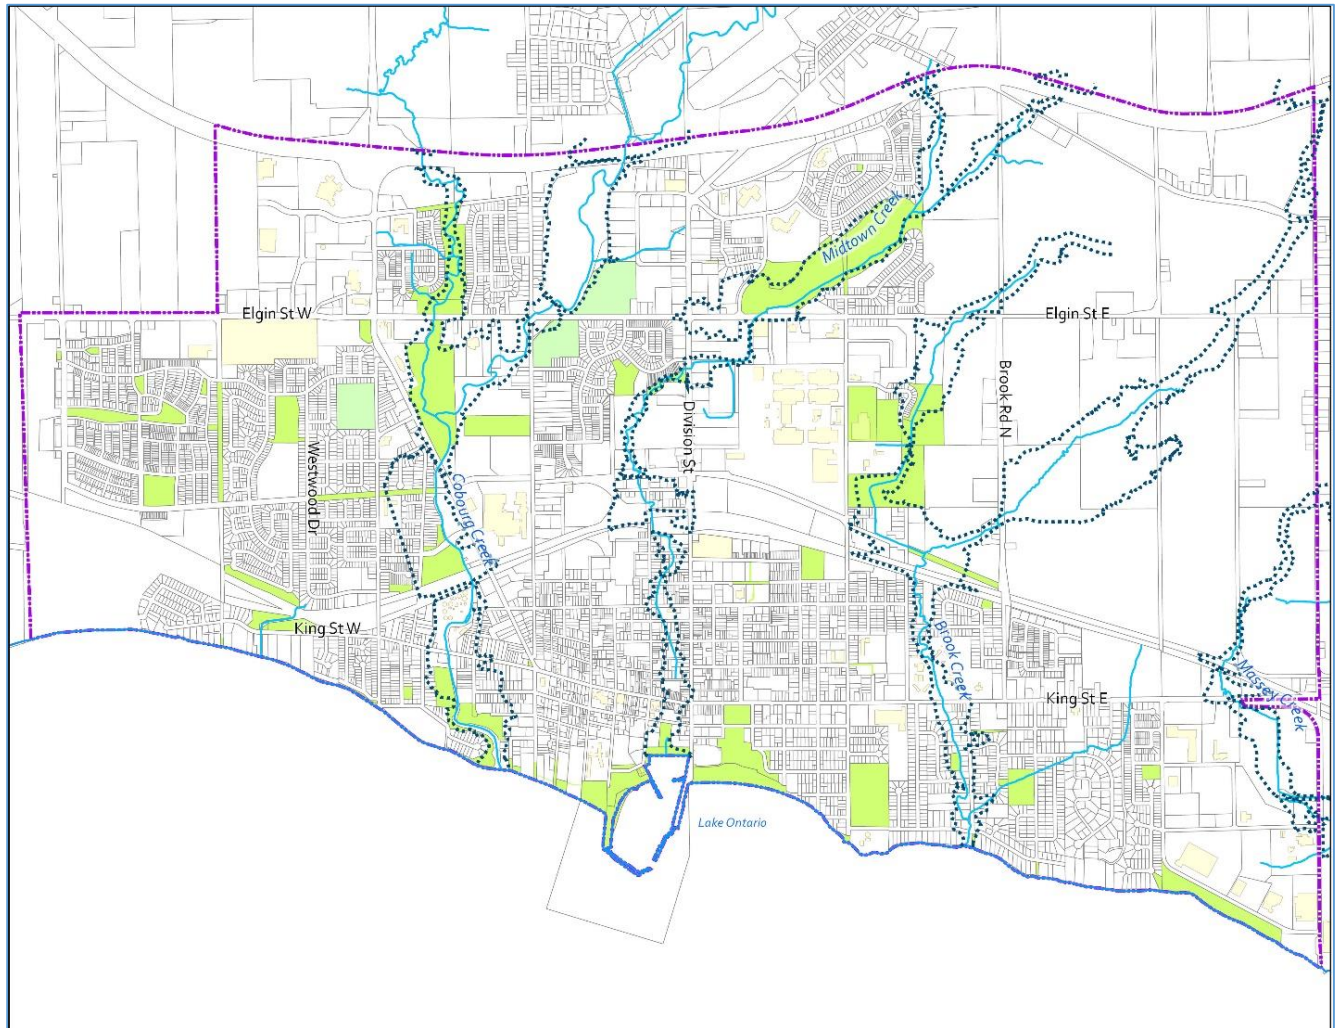 Midtown Creek
Elgin St W
Elgin St E
Brook Rd N
Division St
Westwood Dr
Cobourg Creek
King St W
Brook Creek
Massey Creek
King St E
Lake Ontario